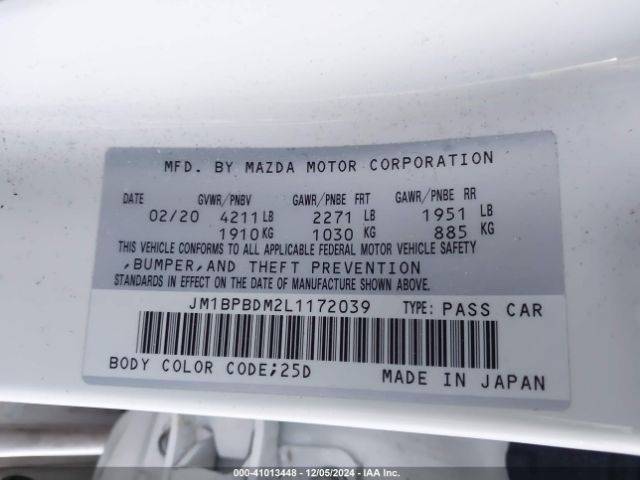 MFD. BY MAZDA MOTOR CORPORATION
DATE GVWR/PNBV GAWR/PNBE FRT GAWR/PNBE RR
02/20 4211 LB 2271 LB 1951 LB
1910 KG 1030 KG 885 KG
THIS VEHICLE CONFORMS TO ALL APPLICABLE FEDERAL MOTOR VEHICLE SAFETY
,BUMPER,AND THEFT PREVENTION
STANDARDS IN EFFECT ON THE DATE OF MANUFACTURE SHOWN ABOVE.
JM1BPBDM2L1172039 TYPE: PASS CAR
BODY COLOR CODE;25D MADE IN JAPAN
000-41013448 - 12/05/2024 - IAA Inc.